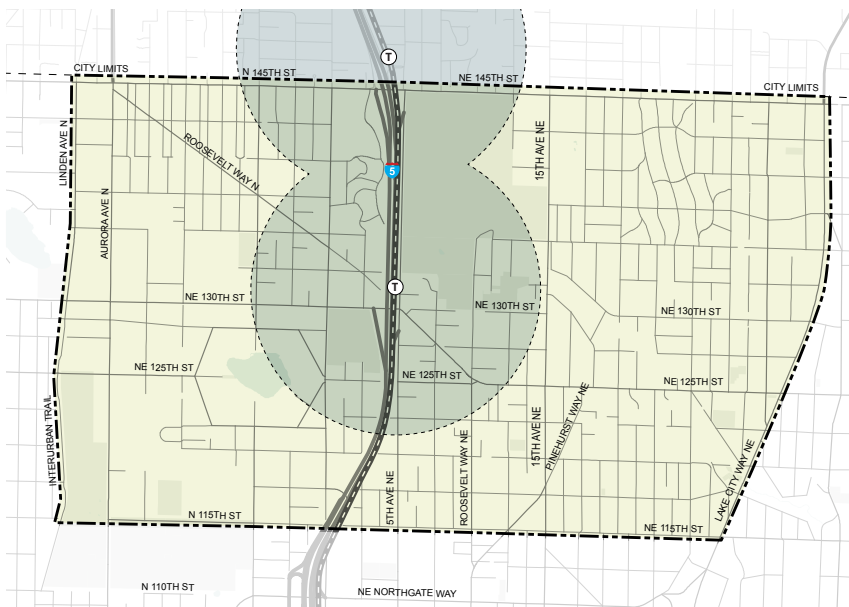 T
CITY LIMITS
N 145TH ST
NE 145TH ST
CITY LIMITS
LINDEN AVE N
ROOSEVELT WAY N
15TH AVE NE
5
AURORA AVE N
T
NE 130TH ST
NE 130TH ST
NE 130TH ST
NE 125TH ST
NE 125TH ST
NE 125TH ST
INTERURBAN TRAIL
15TH AVE NE
PINEHURST WAY NE
5TH AVE NE
ROOSEVELT WAY NE
LAKE CITY WAY NE
N 115TH ST
NE 115TH ST
N 110TH ST
NE NORTHGATE WAY